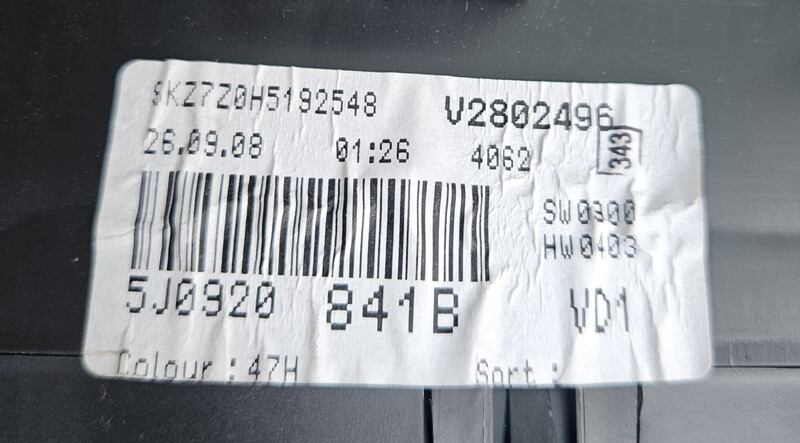 SKZ7Z0H5192548 V2802496
26.09.08 01:26 4062 343
SW0300
HW0403
5J0920 841B VD1
Colour : 47H Sort :